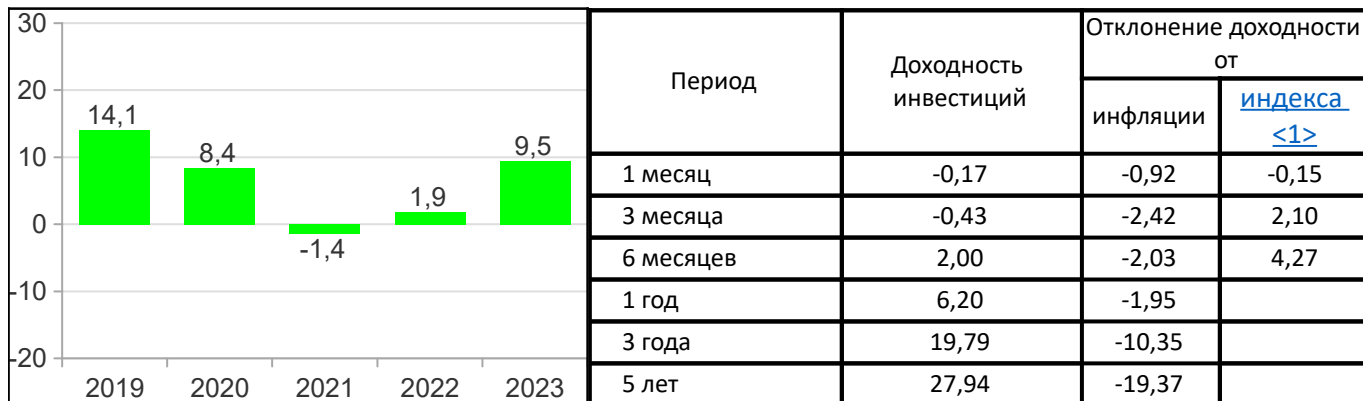 30
20
10
0
-10
-20
14,1
8,4
-1,4
1,9
9,5
2019 2020 2021 2022 2023
Период
Доходность
инвестиций
Отклонение доходности
от
инфляции
индекса
<1>
1 месяц -0,17 -0,92 -0,15
3 месяца -0,43 -2,42 2,10
6 месяцев 2,00 -2,03 4,27
1 год 6,20 -1,95
3 года 19,79 -10,35
5 лет 27,94 -19,37